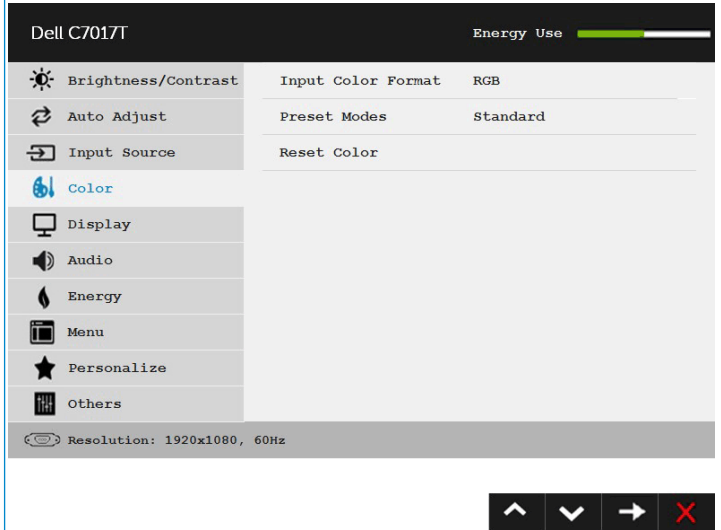 Dell C7017T
Energy Use
Brightness/Contrast
Input Color Format RGB
Auto Adjust
Preset Modes Standard
Input Source
Reset Color
Color
Display
Audio
Energy
Menu
Personalize
Others
Resolution: 1920x1080, 60Hz